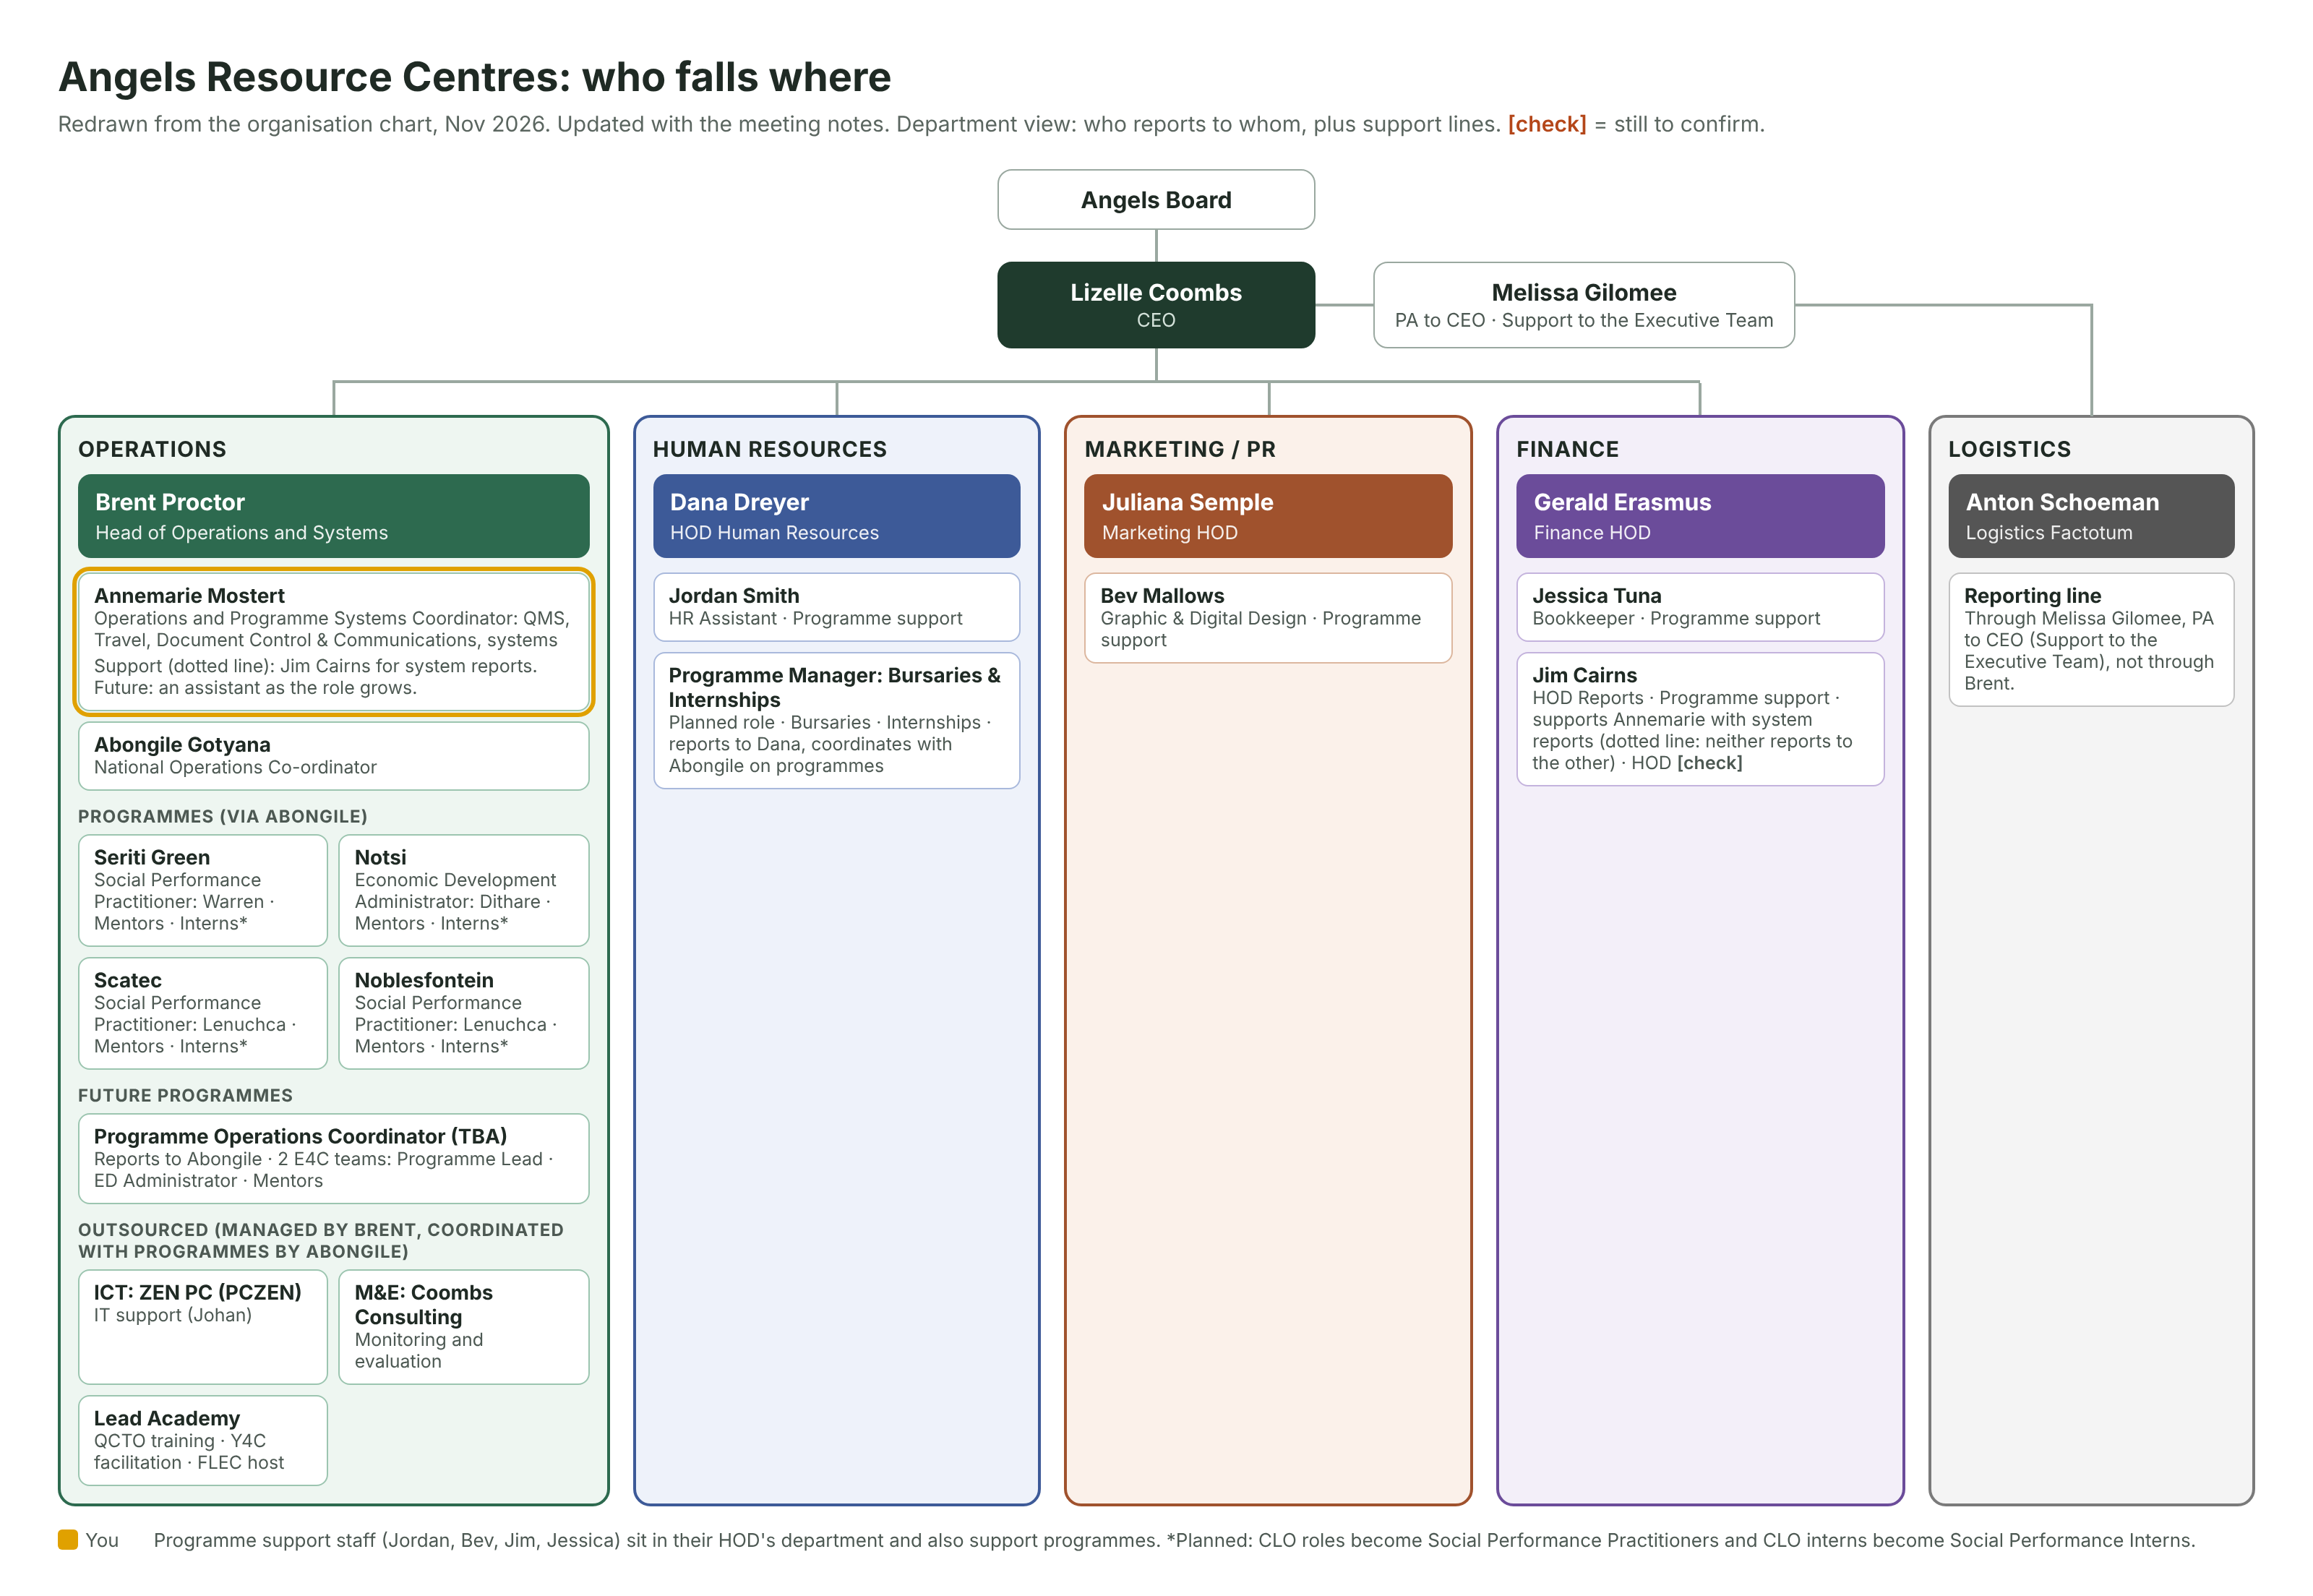 Angels Resource Centres: who falls where
Redrawn from the organisation chart, Nov 2026. Updated with the meeting notes. Department view: who reports to whom, plus support lines. [check] = still to confirm.
Angels Board
Lizelle Coombs
CEO
Melissa Gilomee
PA to CEO · Support to the Executive Team
OPERATIONS
Brent Proctor
Head of Operations and Systems
Annemarie Mostert
Operations and Programme Systems Coordinator: QMS,
Travel, Document Control & Communications, systems
Support (dotted line): Jim Cairns for system reports.
Future: an assistant as the role grows.
Abongile Gotyana
National Operations Co-ordinator
PROGRAMMES (VIA ABONGILE)
Seriti Green
Social Performance
Practitioner: Warren ·
Mentors · Interns*
Notsi
Economic Development
Administrator: Dithare ·
Mentors · Interns*
Scatec
Social Performance
Practitioner: Lenuchca ·
Mentors · Interns*
Noblesfontein
Social Performance
Practitioner: Lenuchca ·
Mentors · Interns*
FUTURE PROGRAMMES
Programme Operations Coordinator (TBA)
Reports to Abongile · 2 E4C teams: Programme Lead ·
ED Administrator · Mentors
OUTSOURCED (MANAGED BY BRENT, COORDINATED
WITH PROGRAMMES BY ABONGILE)
ICT: ZEN PC (PCZEN)
IT support (Johan)
M&E: Coombs
Consulting
Monitoring and
evaluation
Lead Academy
QCTO training · Y4C
facilitation · FLEC host
HUMAN RESOURCES
Dana Dreyer
HOD Human Resources
Jordan Smith
HR Assistant · Programme support
Programme Manager: Bursaries &
Internships
Planned role · Bursaries · Internships ·
reports to Dana, coordinates with
Abongile on programmes
MARKETING / PR
Juliana Semple
Marketing HOD
Bev Mallows
Graphic & Digital Design · Programme
support
FINANCE
Gerald Erasmus
Finance HOD
Jessica Tuna
Bookkeeper · Programme support
Jim Cairns
HOD Reports · Programme support ·
supports Annemarie with system
reports (dotted line: neither reports to
the other) · HOD [check]
LOGISTICS
Anton Schoeman
Logistics Factotum
Reporting line
Through Melissa Gilomee, PA
to CEO (Support to the
Executive Team), not through
Brent.
You
Programme support staff (Jordan, Bev, Jim, Jessica) sit in their HOD's department and also support programmes. *Planned: CLO roles become Social Performance Practitioners and CLO interns become Social Performance Interns.